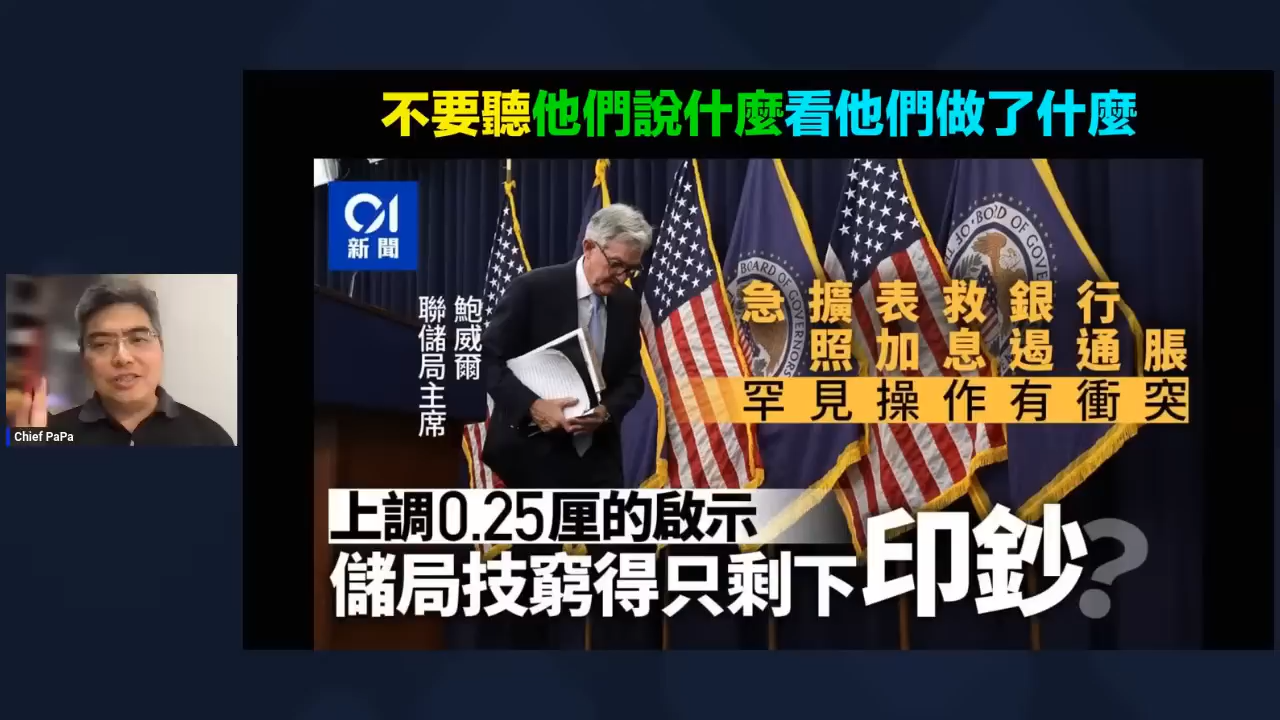 不要聽他們說什麼看他們做了什麼
01
新聞
鮑威爾
聯儲局主席
急擴表救銀行
照加息遏通脹
罕見操作有衝突
上調0.25厘的啟示
儲局技窮得只剩下印鈔?
BOARD OF GOVERNORS
Chief PaPa